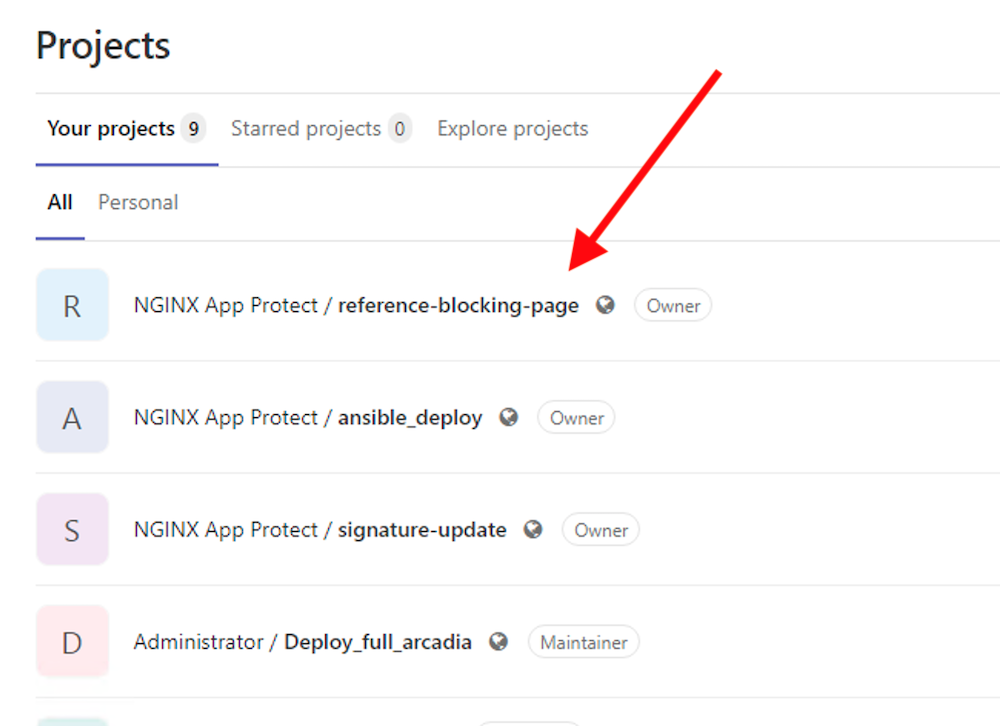 Projects
Your projects 9 Starred projects 0 Explore projects
All Personal
R NGINX App Protect / reference-blocking-page Owner
A NGINX App Protect / ansible_deploy Owner
S NGINX App Protect / signature-update Owner
D Administrator / Deploy_full_arcadia Maintainer